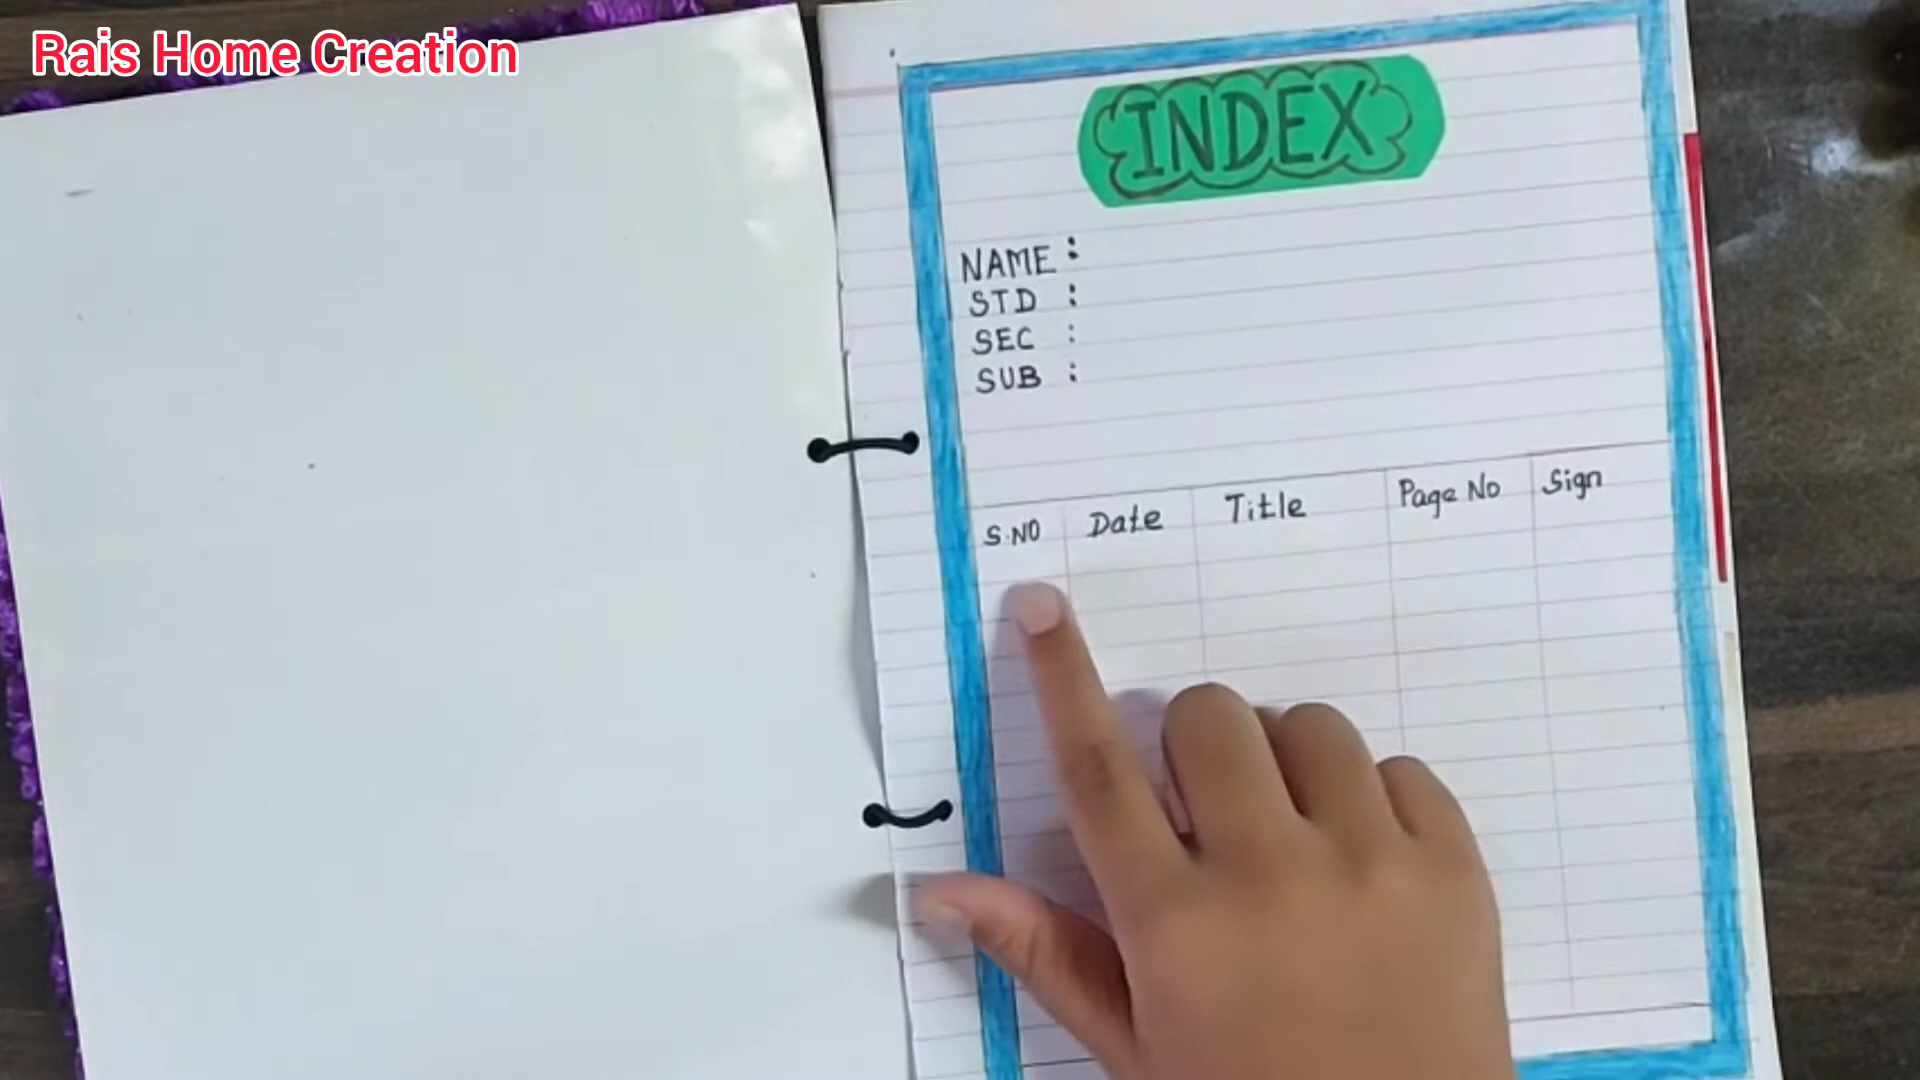 Rais Home Creation
INDEX
NAME :
STD :
SEC :
SUB :
S.NO Date Title Page No Sign